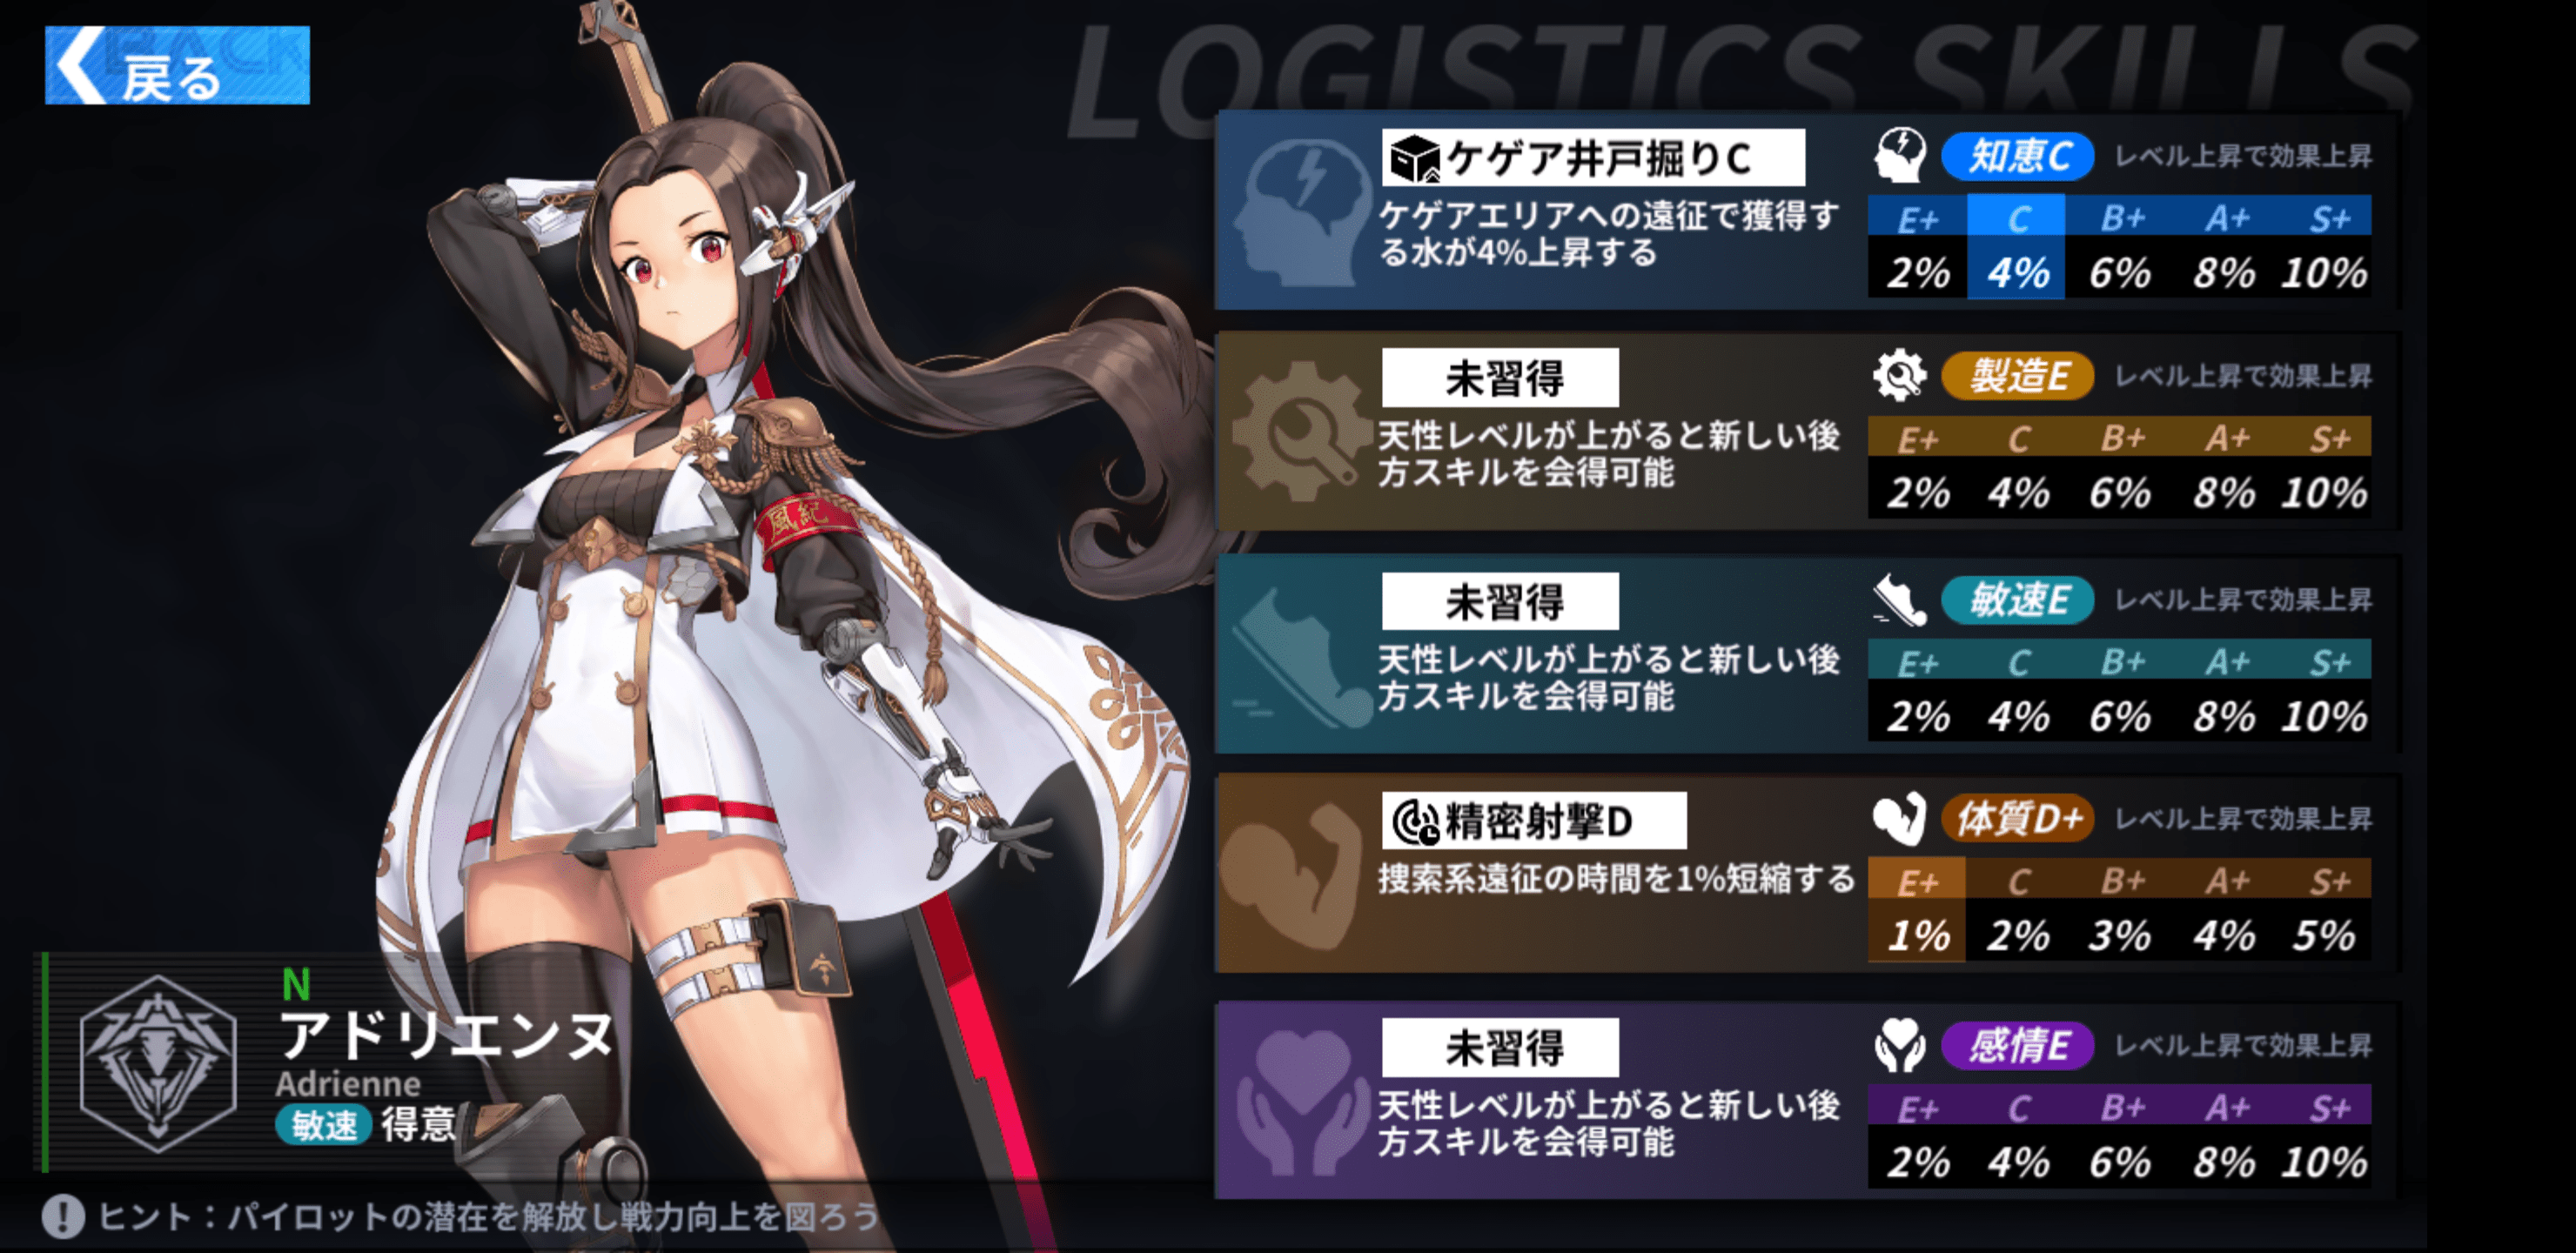 BACK
戻る
LOGISTICS SKILLS
ケゲア井戸掘りC
ケゲアエリアへの遠征で獲得す
る水が4%上昇する
知恵C レベル上昇で効果上昇
E+ C B+ A+ S+
2% 4% 6% 8% 10%
未習得
天性レベルが上がると新しい後
方スキルを会得可能
製造E レベル上昇で効果上昇
E+ C B+ A+ S+
2% 4% 6% 8% 10%
未習得
天性レベルが上がると新しい後
方スキルを会得可能
敏速E レベル上昇で効果上昇
E+ C B+ A+ S+
2% 4% 6% 8% 10%
精密射撃D
捜索系遠征の時間を1%短縮する
体質D+ レベル上昇で効果上昇
E+ C B+ A+ S+
1% 2% 3% 4% 5%
未習得
天性レベルが上がると新しい後
方スキルを会得可能
感情E レベル上昇で効果上昇
E+ C B+ A+ S+
2% 4% 6% 8% 10%
風紀
N
アドリエンヌ
Adrienne
敏速 得意
ヒント：パイロットの潜在を解放し戦力向上を図ろう